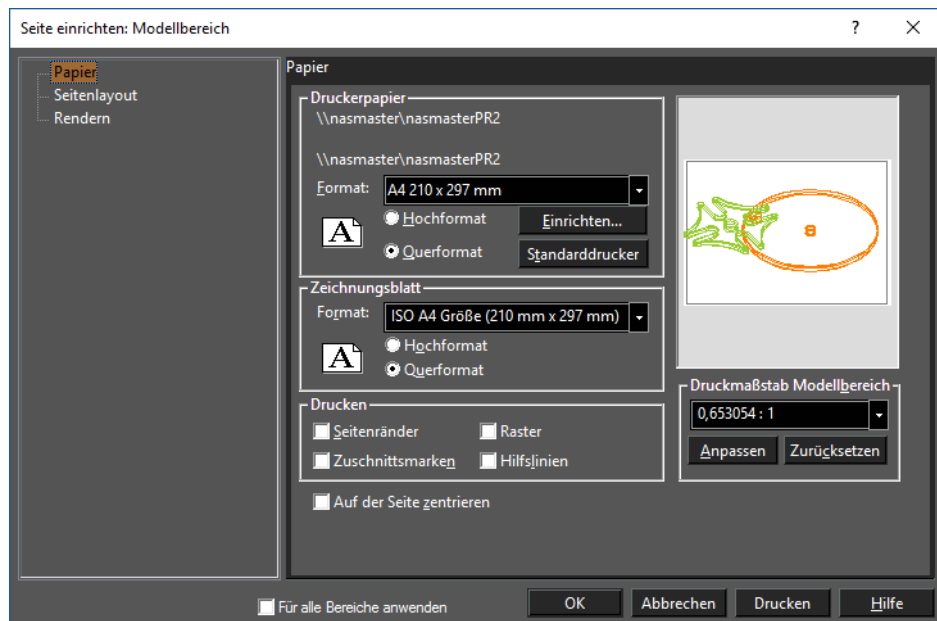 Seite einrichten: Modellbereich
?
Papier
Seitenlayout
Rendern
Papier
Druckerpapier
\\nasmaster\nasmasterPR2
\\nasmaster\nasmasterPR2
Format:
A4 210 x 297 mm
A
Hochformat
Einrichten...
Querformat
Standarddrucker
Zeichnungsblatt
Format:
ISO A4 Größe (210 mm x 297 mm)
A
Hochformat
Querformat
Druckmaßstab Modellbereich
0,653054 : 1
Anpassen
Zurücksetzen
Drucken
Seitenränder
Raster
Zuschnittsmarken
Hilfslinien
Auf der Seite zentrieren
Für alle Bereiche anwenden
OK
Abbrechen
Drucken
Hilfe